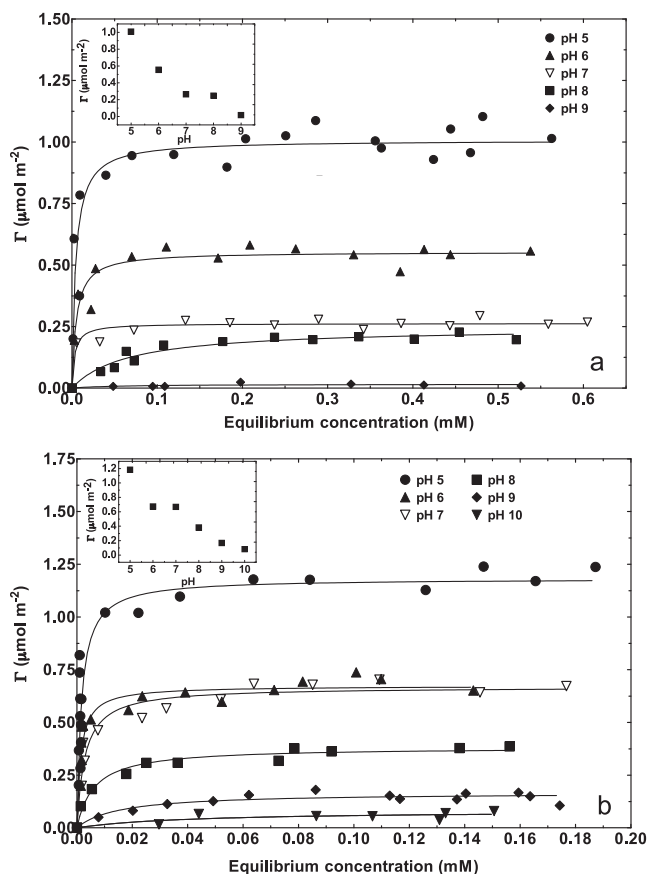 1.50
1.25
1.00
0.75
0.50
0.25
0.00
Γ (μmol m⁻²)
1.0
0.8
0.6
0.4
0.2
0.0
Γ (μmol m⁻²)
5 6 7 8 9
pH
pH 5
pH 6
pH 7
pH 8
pH 9
a
0.0 0.1 0.2 0.3 0.4 0.5 0.6
Equilibrium concentration (mM)
1.75
1.50
1.25
1.00
0.75
0.50
0.25
0.00
Γ (μmol m⁻²)
1.2
1.0
0.8
0.6
0.4
0.2
0.0
Γ (μmol m⁻²)
5 6 7 8 9 10
pH
pH 5 pH 8
pH 6 pH 9
pH 7 pH 10
b
0.00 0.02 0.04 0.06 0.08 0.10 0.12 0.14 0.16 0.18 0.20
Equilibrium concentration (mM)